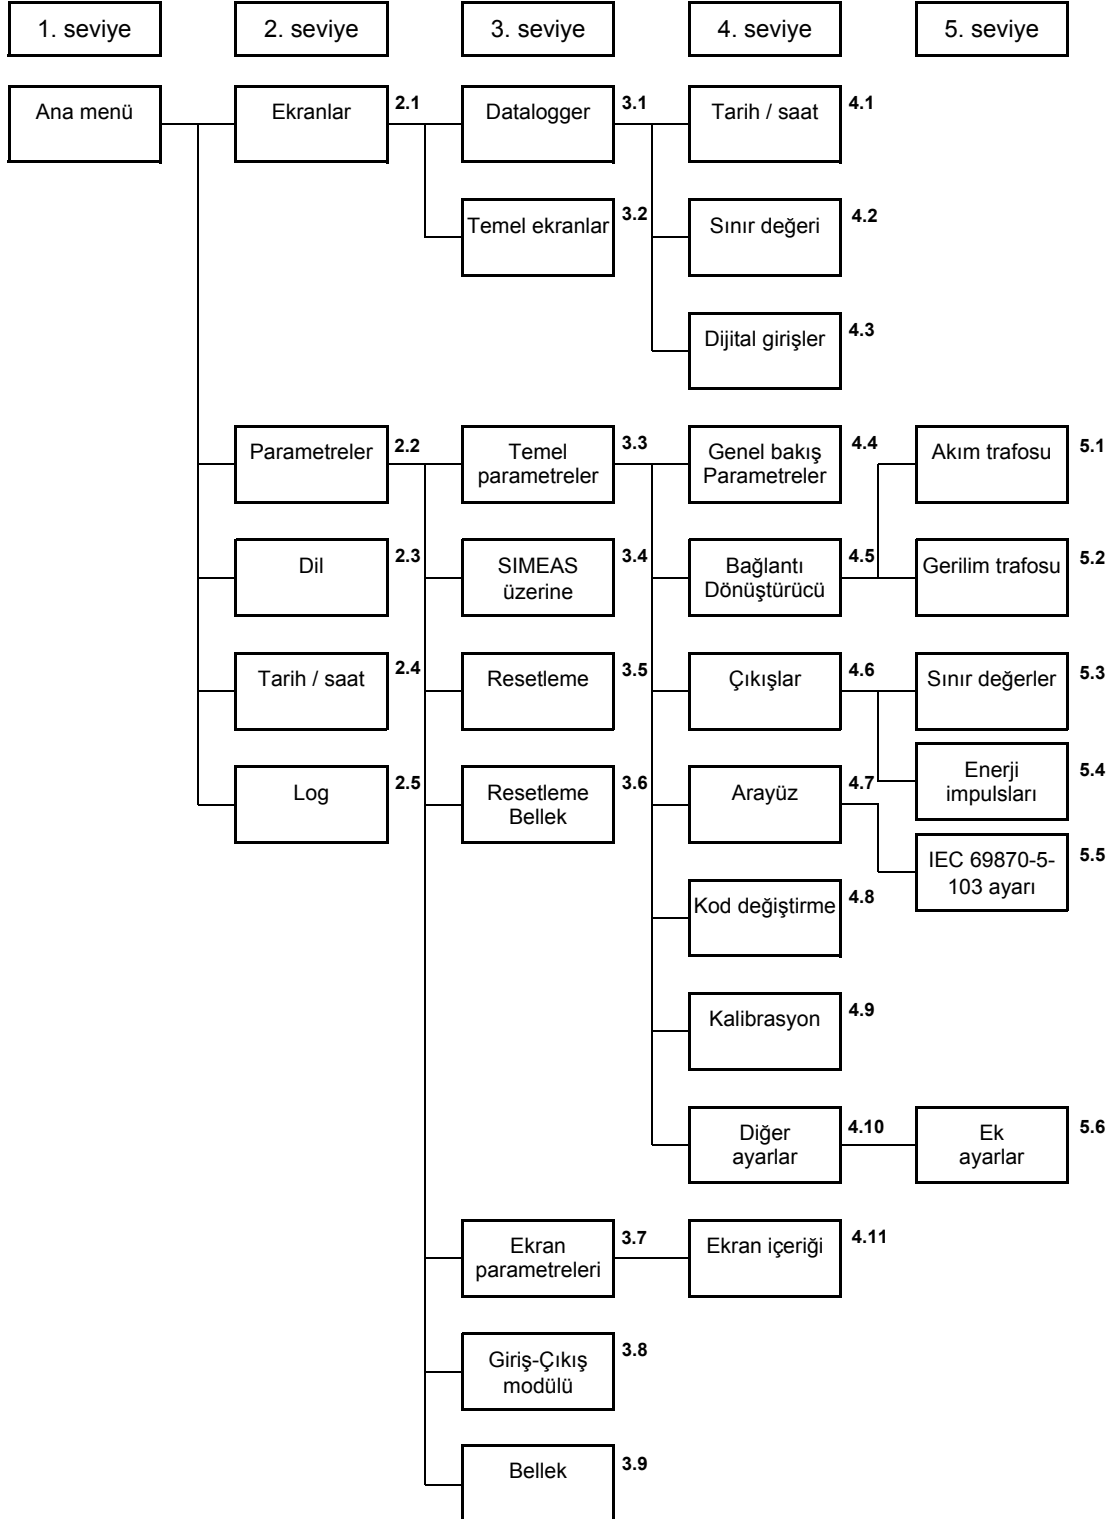 1. seviye
2. seviye
3. seviye
4. seviye
5. seviye
Ana menü
Ekranlar
2.1
Datalogger
3.1
Tarih / saat
4.1
Temel ekranlar
3.2
Sınır değeri
4.2
Dijital girişler
4.3
Parametreler
2.2
Temel
parametreler
3.3
Genel bakış
Parametreler
4.4
Akım trafosu
5.1
Dil
2.3
SIMEAS
üzerine
3.4
Bağlantı
Dönüştürücü
4.5
Gerilim trafosu
5.2
Tarih / saat
2.4
Resetleme
3.5
Çıkışlar
4.6
Sınır değerler
5.3
Log
2.5
Resetleme
Bellek
3.6
Arayüz
4.7
Enerji
impulsları
5.4
IEC 69870-5-
103 ayarı
5.5
Kod değiştirme
4.8
Kalibrasyon
4.9
Diğer
ayarlar
4.10
Ek
ayarlar
5.6
Ekran
parametreleri
3.7
Ekran içeriği
4.11
Giriş-Çıkış
modülü
3.8
Bellek
3.9